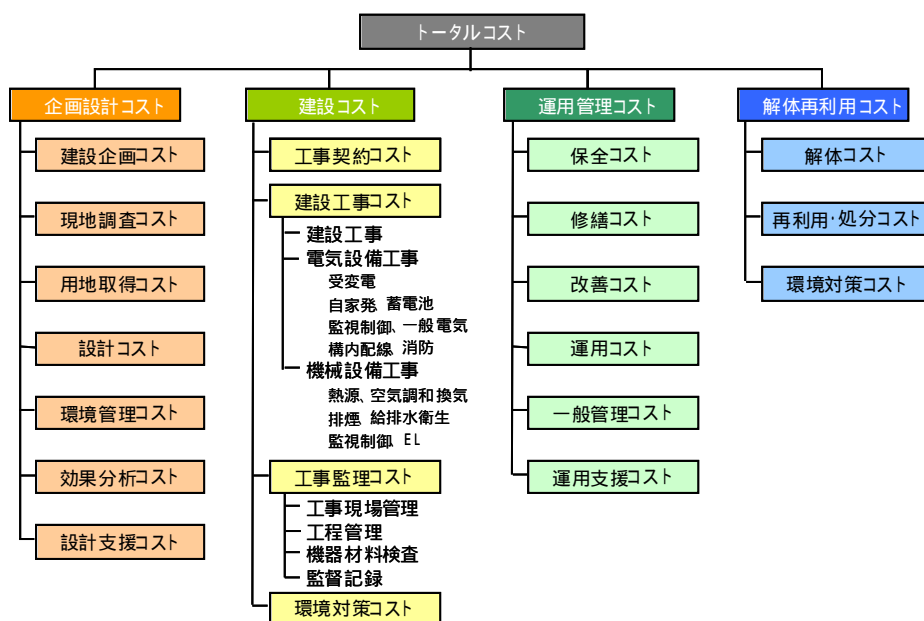 トータルコスト
企画設計コスト
建設企画コスト
現地調査コスト
用地取得コスト
設計コスト
環境管理コスト
効果分析コスト
設計支援コスト
建設コスト
工事契約コスト
建設工事コスト
建設工事
電気設備工事
受変電
自家発、蓄電池
監視制御、一般電気
構内配線、消防
機械設備工事
熱源、空気調和換気
排煙、給排水衛生
監視制御、EL
工事監理コスト
工事現場管理
工程管理
機器材料検査
監督記録
環境対策コスト
運用管理コスト
保全コスト
修繕コスト
改善コスト
運用コスト
一般管理コスト
運用支援コスト
解体再利用コスト
解体コスト
再利用・処分コスト
環境対策コスト